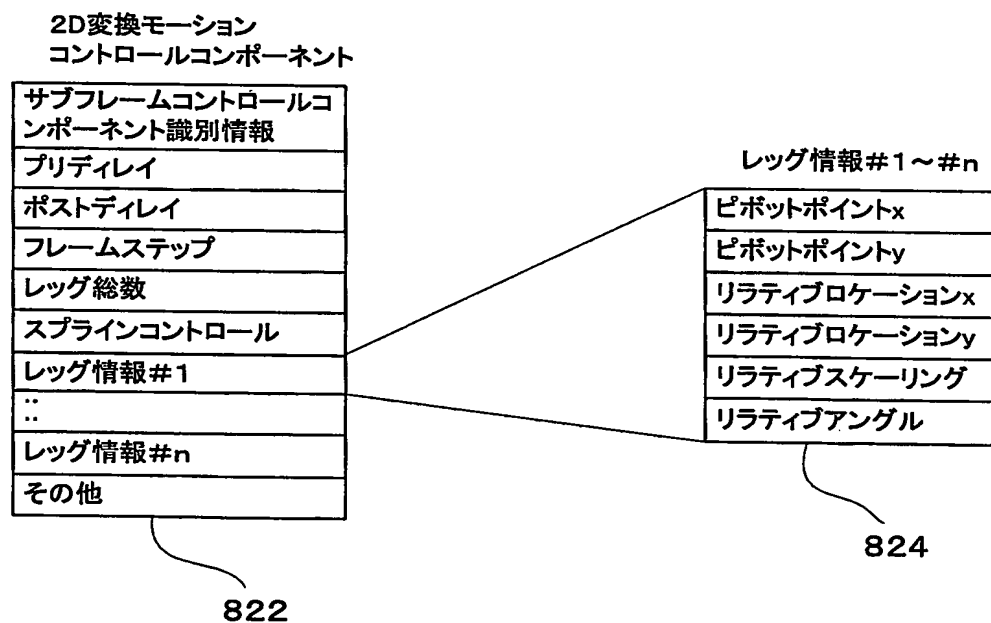 2D変換モーション
コントロールコンポーネント
サブフレームコントロールコ
ンポーネント識別情報
プリディレイ
ポストディレイ
フレームステップ
レッグ総数
スプラインコントロール
レッグ情報#1
::
レッグ情報#n
その他
822
レッグ情報#1～#n
ピボットポイントx
ピボットポイントy
リラティブロケーションx
リラティブロケーションy
リラティブスケーリング
リラティブアングル
824